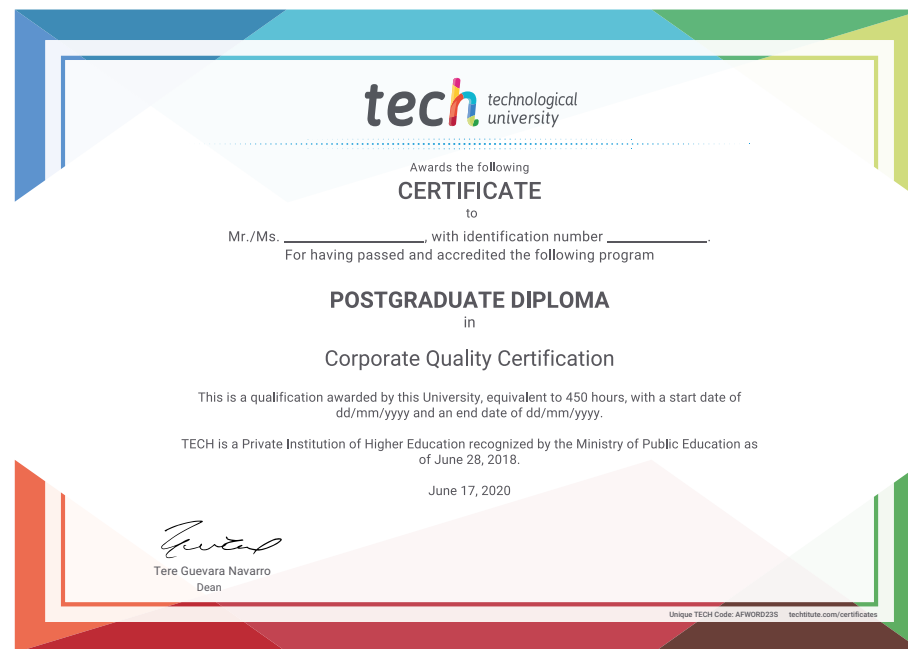 tech technological
university
Awards the following
CERTIFICATE
to
Mr./Ms. ________________, with identification number ____________.
For having passed and accredited the following program
POSTGRADUATE DIPLOMA
in
Corporate Quality Certification
This is a qualification awarded by this University, equivalent to 450 hours, with a start date of
dd/mm/yyyy and an end date of dd/mm/yyyy.
TECH is a Private Institution of Higher Education recognized by the Ministry of Public Education as
of June 28, 2018.
June 17, 2020
Tere Guevara Navarro
Dean
Unique TECH Code: AFWORD23S techtitute.com/certificates